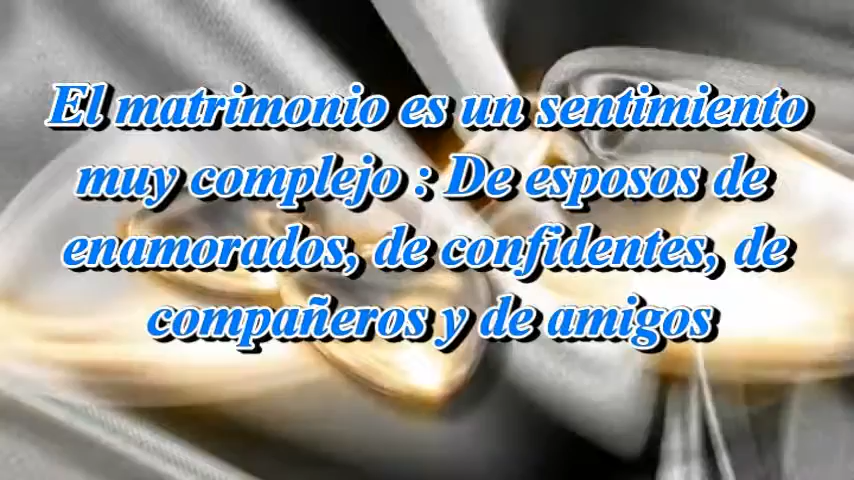 El matrimonio es un sentimiento
muy complejo : De esposos de
enamorados, de confidentes, de
compañeros y de amigos